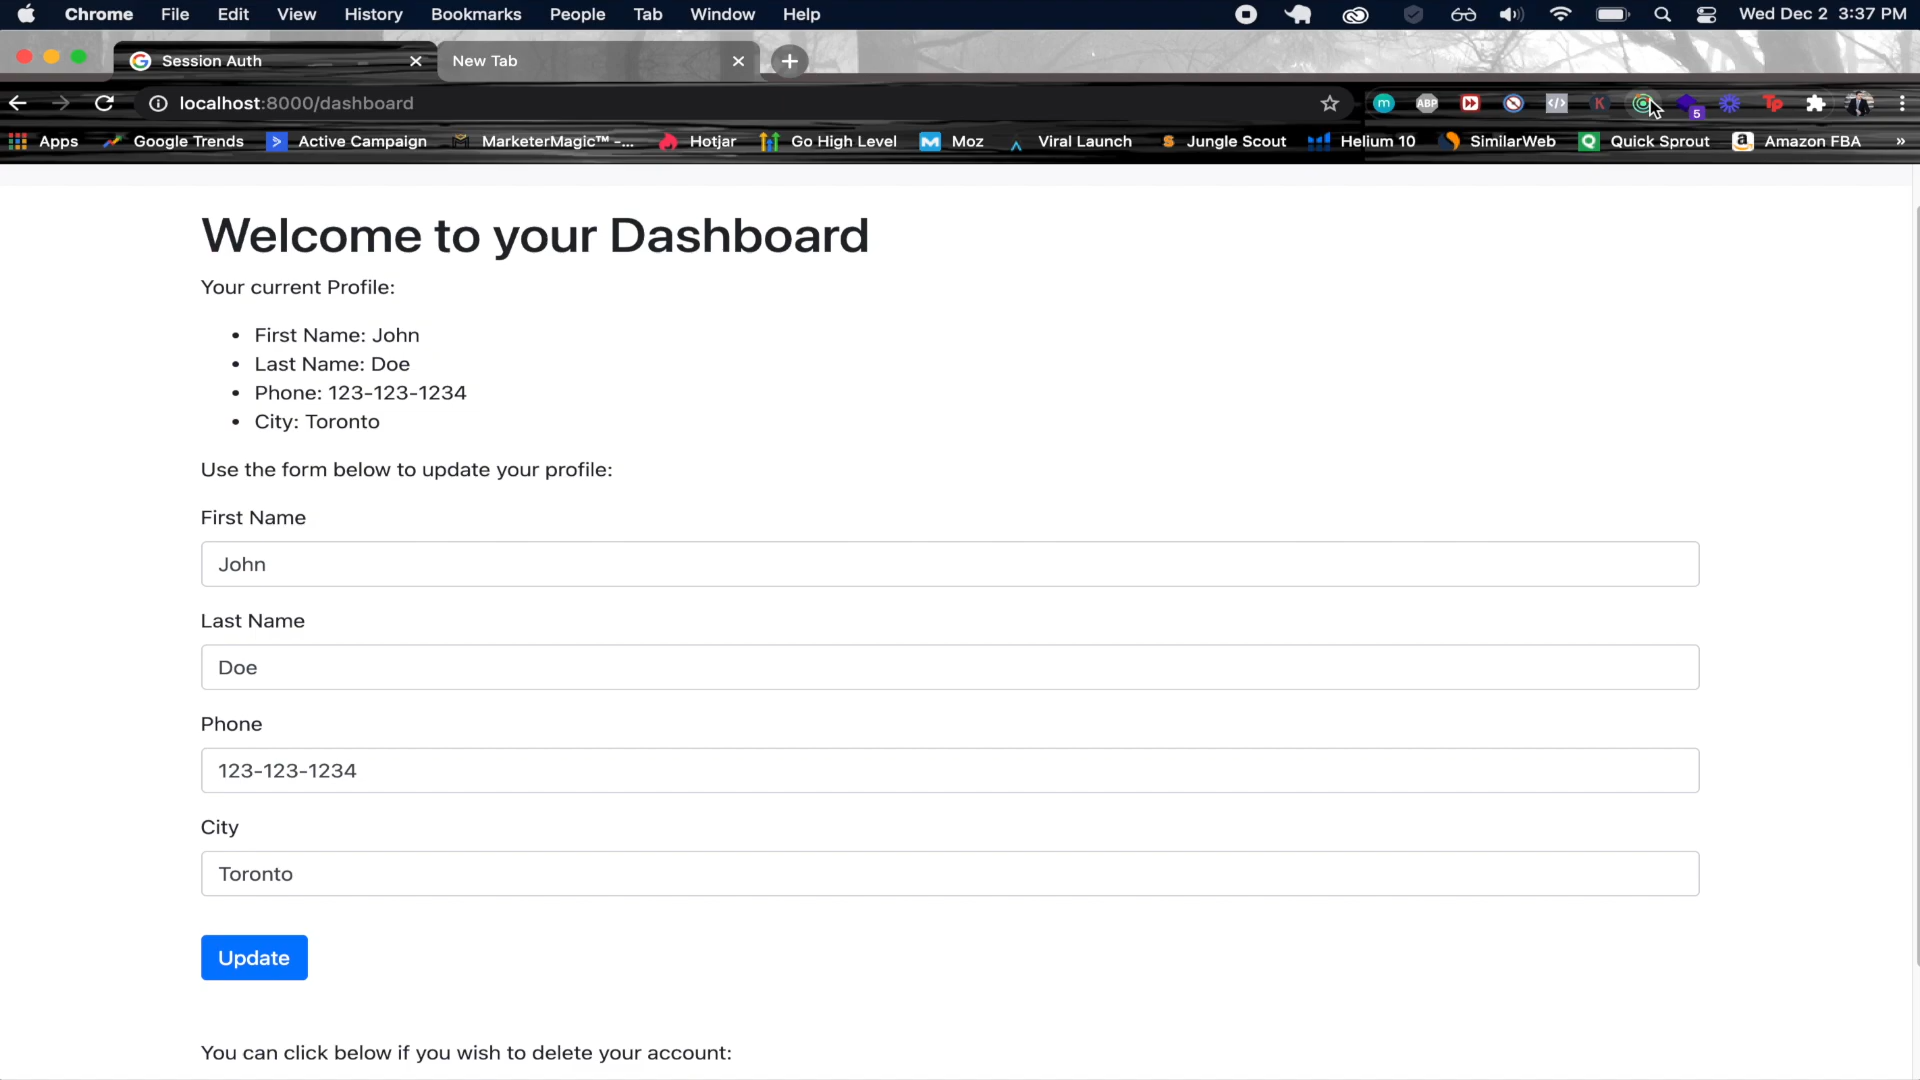 Chrome File Edit View History Bookmarks People Tab Window Help Wed Dec 2 3:37 PM
Session Auth New Tab
localhost:8000/dashboard m ABP </> K 5 Tp
Apps Google Trends Active Campaign MarketerMagic™ -... Hotjar Go High Level Moz Viral Launch Jungle Scout Helium 10 SimilarWeb Quick Sprout Amazon FBA »
Welcome to your Dashboard
Your current Profile:
• First Name: John
• Last Name: Doe
• Phone: 123-123-1234
• City: Toronto
Use the form below to update your profile:
First Name
John
Last Name
Doe
Phone
123-123-1234
City
Toronto
Update
You can click below if you wish to delete your account: